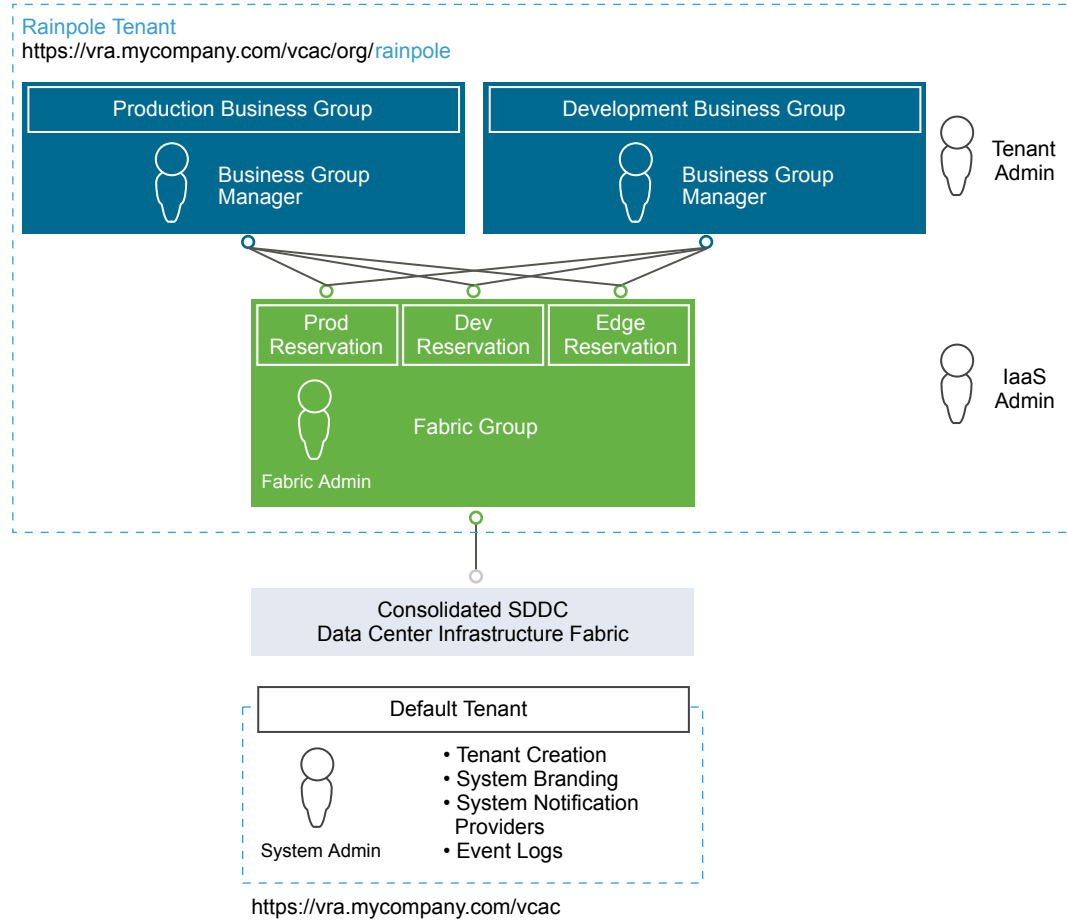 Rainpole Tenant
https://vra.mycompany.com/vcac/org/rainpole
Production Business Group
Business Group
Manager
Development Business Group
Business Group
Manager
Tenant
Admin
Prod
Reservation
Dev
Reservation
Edge
Reservation
Fabric Group
Fabric Admin
IaaS
Admin
Consolidated SDDC
Data Center Infrastructure Fabric
Default Tenant
System Admin
• Tenant Creation
• System Branding
• System Notification
Providers
• Event Logs
https://vra.mycompany.com/vcac